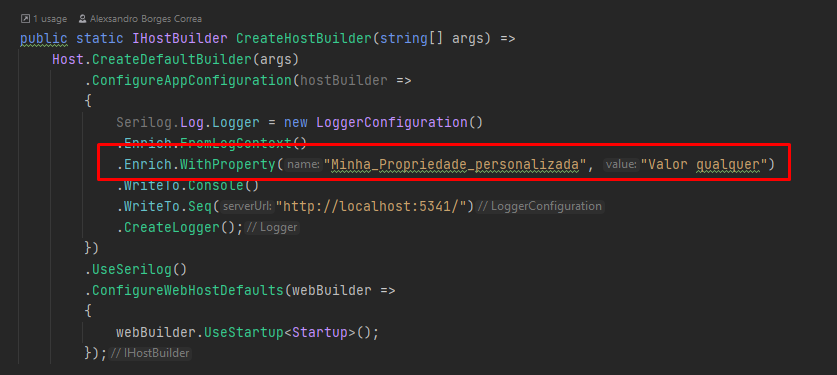 1 usage Alexsandro Borges Correa
public static IHostBuilder CreateHostBuilder(string[] args) =>
Host.CreateDefaultBuilder(args)
.ConfigureAppConfiguration(hostBuilder =>
{
Serilog.Log.Logger = new LoggerConfiguration()
.Enrich.FromLogContext()
.Enrich.WithProperty(name:"Minha_Propriedade_personalizada", value:"Valor qualquer")
.WriteTo.Console()
.WriteTo.Seq(serverUrl:"http://localhost:5341/") // LoggerConfiguration
.CreateLogger(); // Logger
})
.UseSerilog()
.ConfigureWebHostDefaults(webBuilder =>
{
webBuilder.UseStartup<Startup>();
}); // IHostBuilder